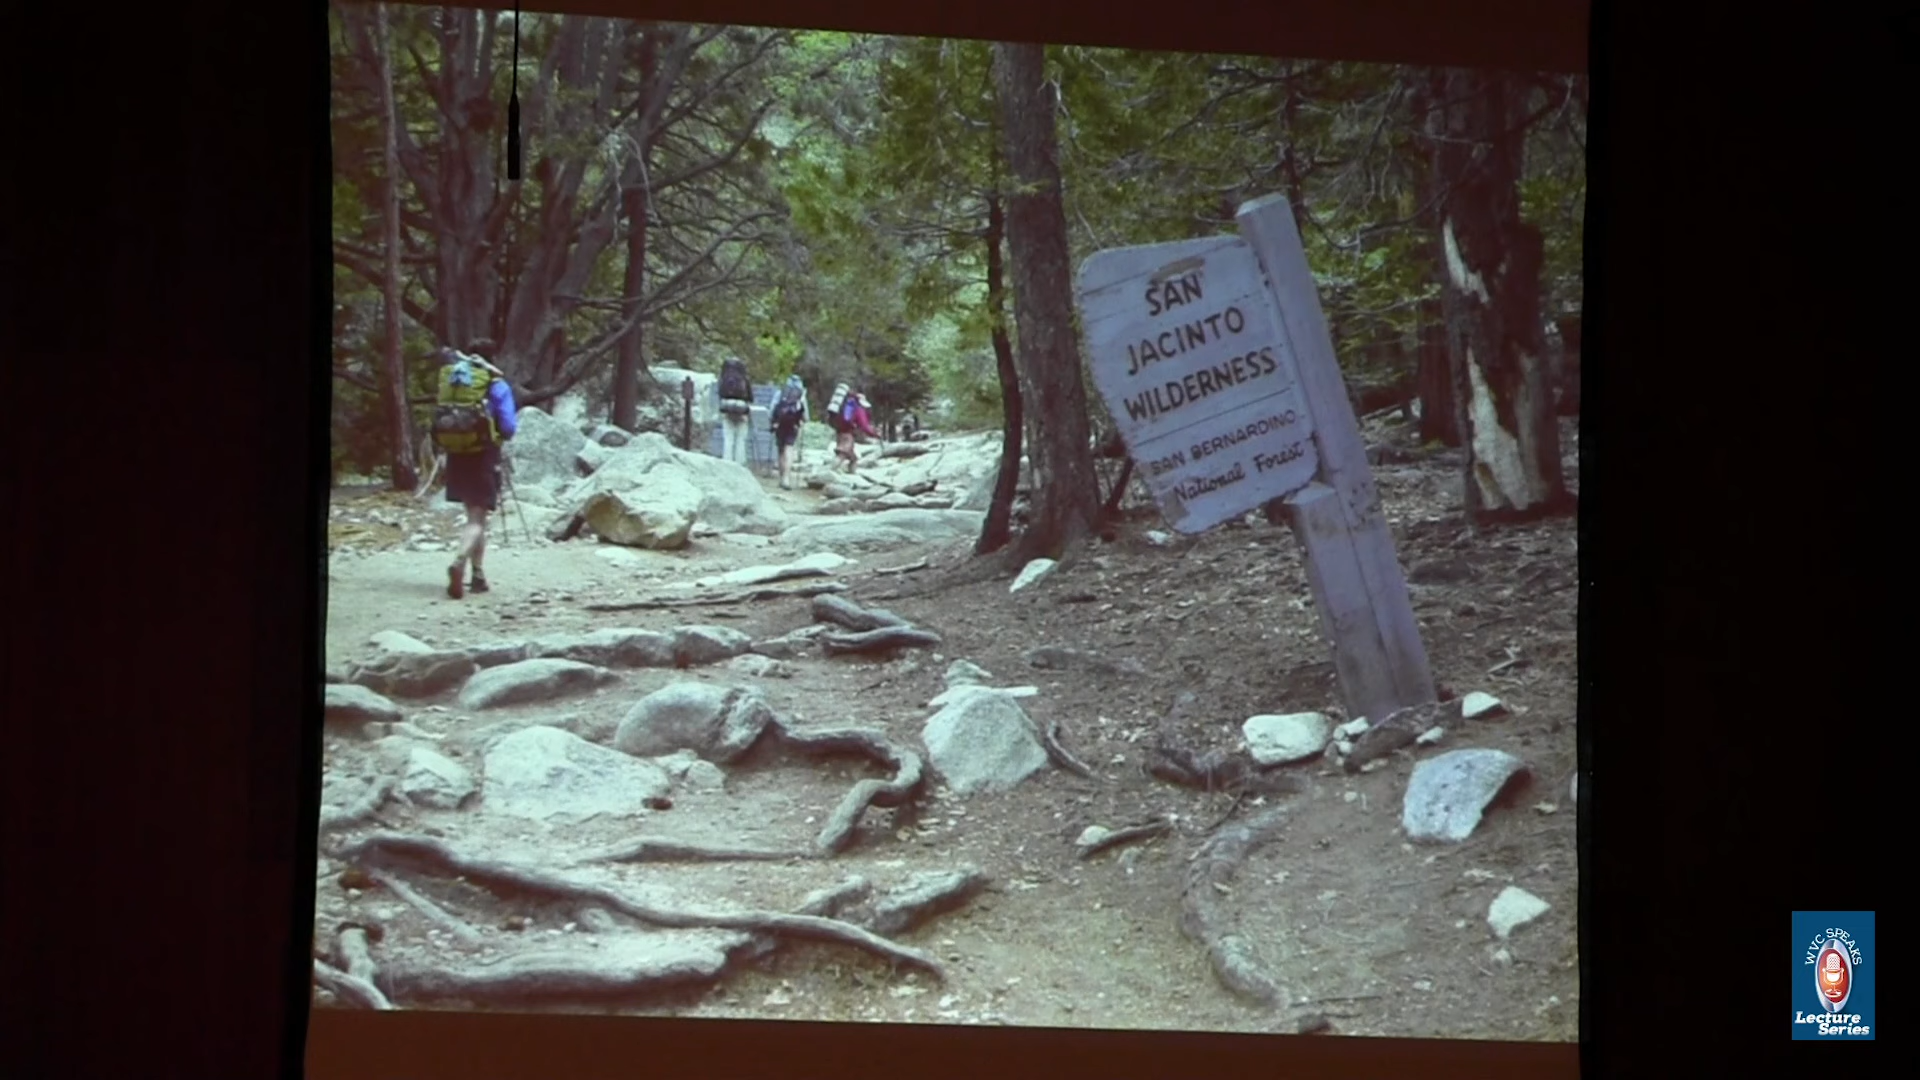 SAN
JACINTO
WILDERNESS
SAN BERNARDINO
National Forest
WVC SPEAKS
Lecture
Series